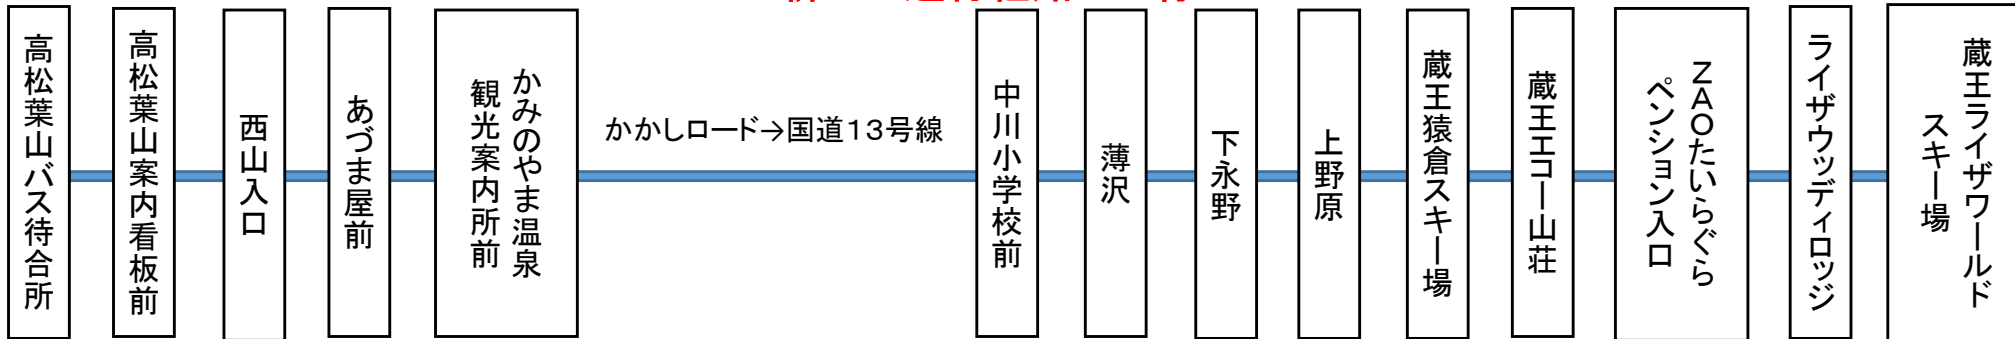 高松葉山バス待合所
高松葉山案内看板前
西山入口
あづま屋前
かみのやま温泉
観光案内所前
かかしロード→国道13号線
中川小学校前
薄沢
下永野
上野原
蔵王猿倉スキー場
蔵王エコー山荘
ZAOたいらぐら
ペンション入口
ライザウッディロッジ
蔵王ライザワールド
スキー場